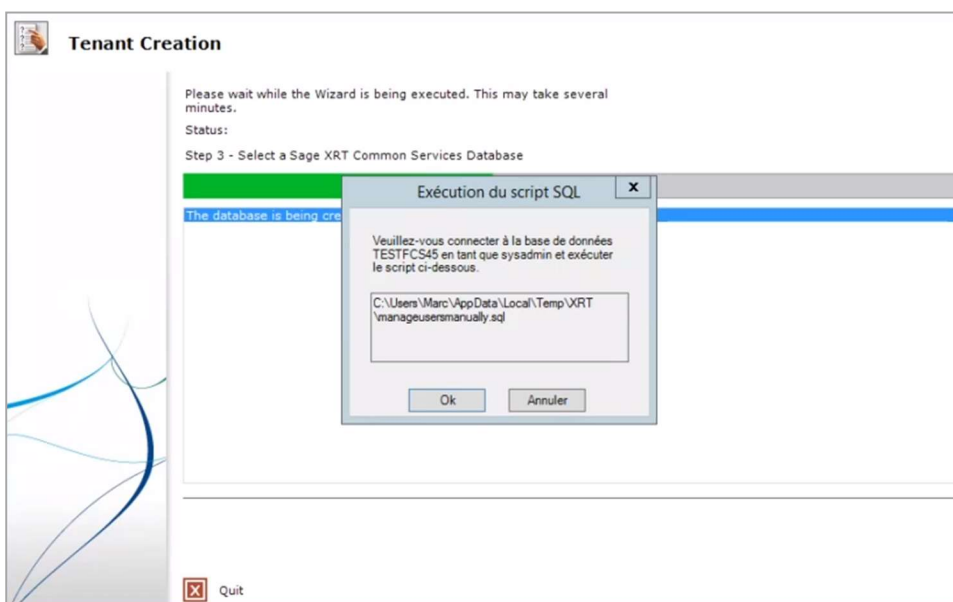 Tenant Creation
Please wait while the Wizard is being executed. This may take several
minutes.
Status:
Step 3 - Select a Sage XRT Common Services Database
The database is being cre
Exécution du script SQL
x
Veuillez-vous connecter à la base de données
TESTFCS45 en tant que sysadmin et exécuter
le script ci-dessous.
C:\Users\Marc\AppData\Local\Temp\XRT
\manageusersmanually.sql
Ok
Annuler
Quit